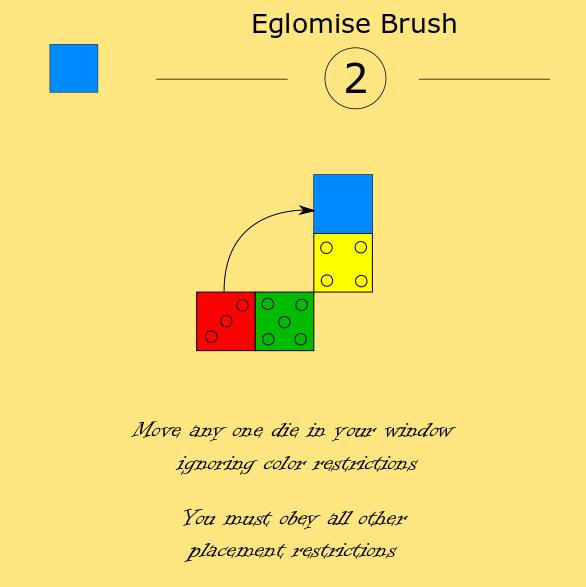 Eglomise Brush
2
Move any one die in your window
ignoring color restrictions
You must obey all other
placement restrictions